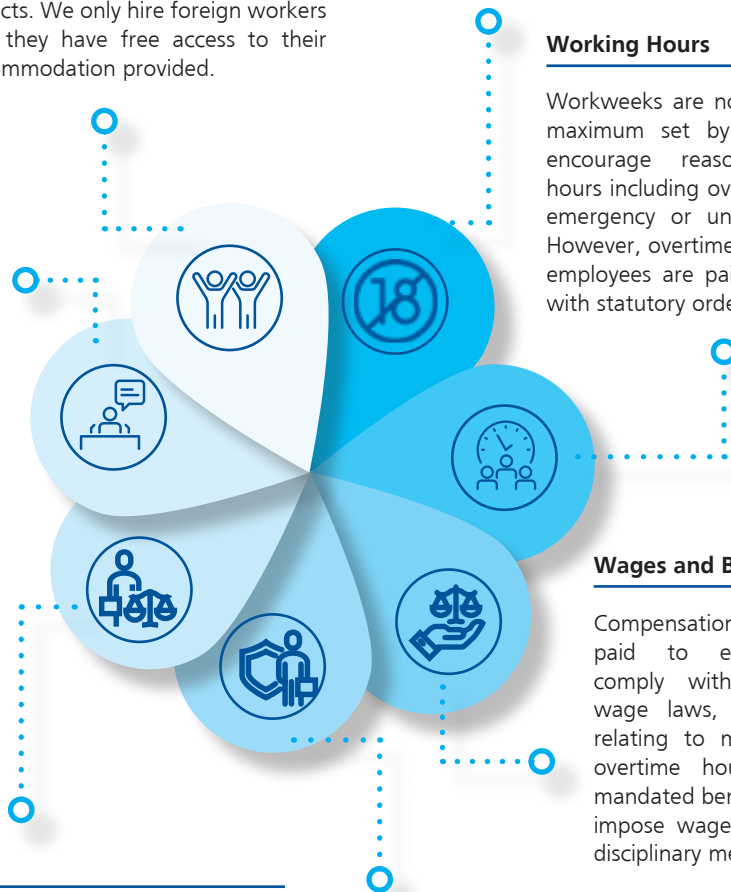 cts. We only hire foreign workers
they have free access to their
mmodation provided.
Working Hours
Workweeks are no
maximum set by
encourage reaso
hours including ov
emergency or un
However, overtime
employees are pai
with statutory orde
18
Wages and B
Compensation
paid to e
comply with
wage laws,
relating to m
overtime hou
mandated ber
impose wage
disciplinary me